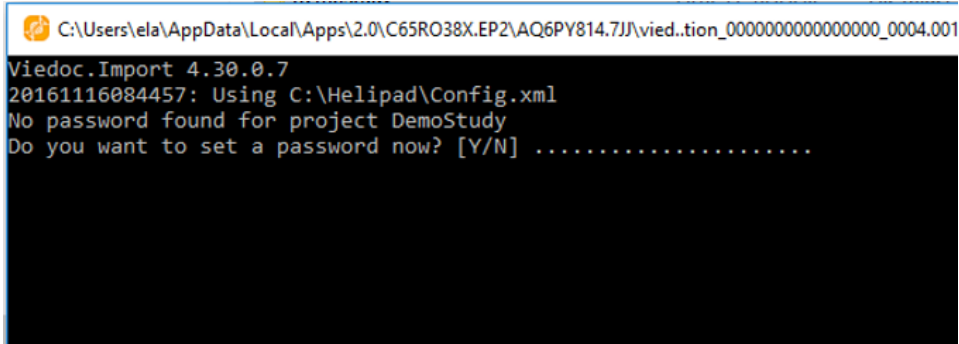 C:\Users\ela\AppData\Local\Apps\2.0\C65RO38X.EP2\AQ6PY814.7JJ\vied..tion_0000000000000000_0004.001
Viedoc.Import 4.30.0.7
20161116084457: Using C:\Helipad\Config.xml
No password found for project DemoStudy
Do you want to set a password now? [Y/N] .......................